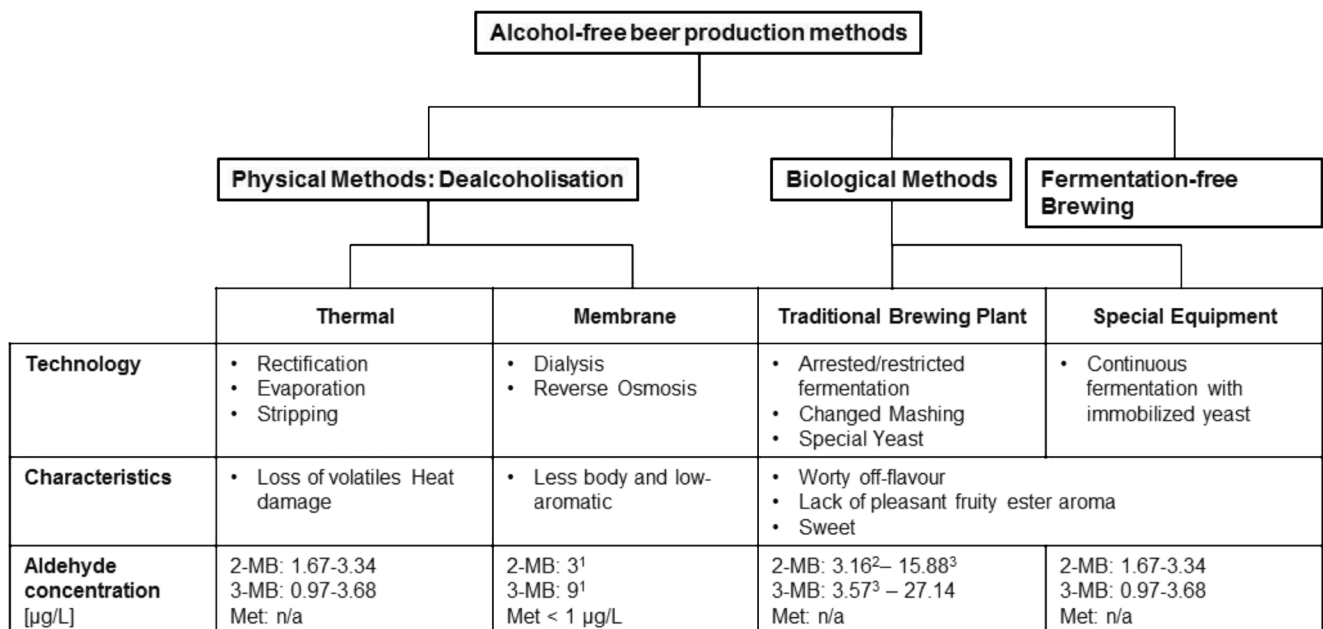 Alcohol-free beer production methods
Physical Methods: Dealcoholisation
Biological Methods
Fermentation-free
Brewing
Thermal
Membrane
Traditional Brewing Plant
Special Equipment
Technology
• Rectification
• Evaporation
• Stripping
• Dialysis
• Reverse Osmosis
• Arrested/restricted
fermentation
• Changed Mashing
• Special Yeast
• Continuous
fermentation with
immobilized yeast
Characteristics
• Loss of volatiles Heat
damage
• Less body and low-
aromatic
• Worty off-flavour
• Lack of pleasant fruity ester aroma
• Sweet
Aldehyde
concentration
[µg/L]
2-MB: 1.67-3.34
3-MB: 0.97-3.68
Met: n/a
2-MB: 3¹
3-MB: 9¹
Met < 1 µg/L
2-MB: 3.16²– 15.88³
3-MB: 3.57³ – 27.14
Met: n/a
2-MB: 1.67-3.34
3-MB: 0.97-3.68
Met: n/a